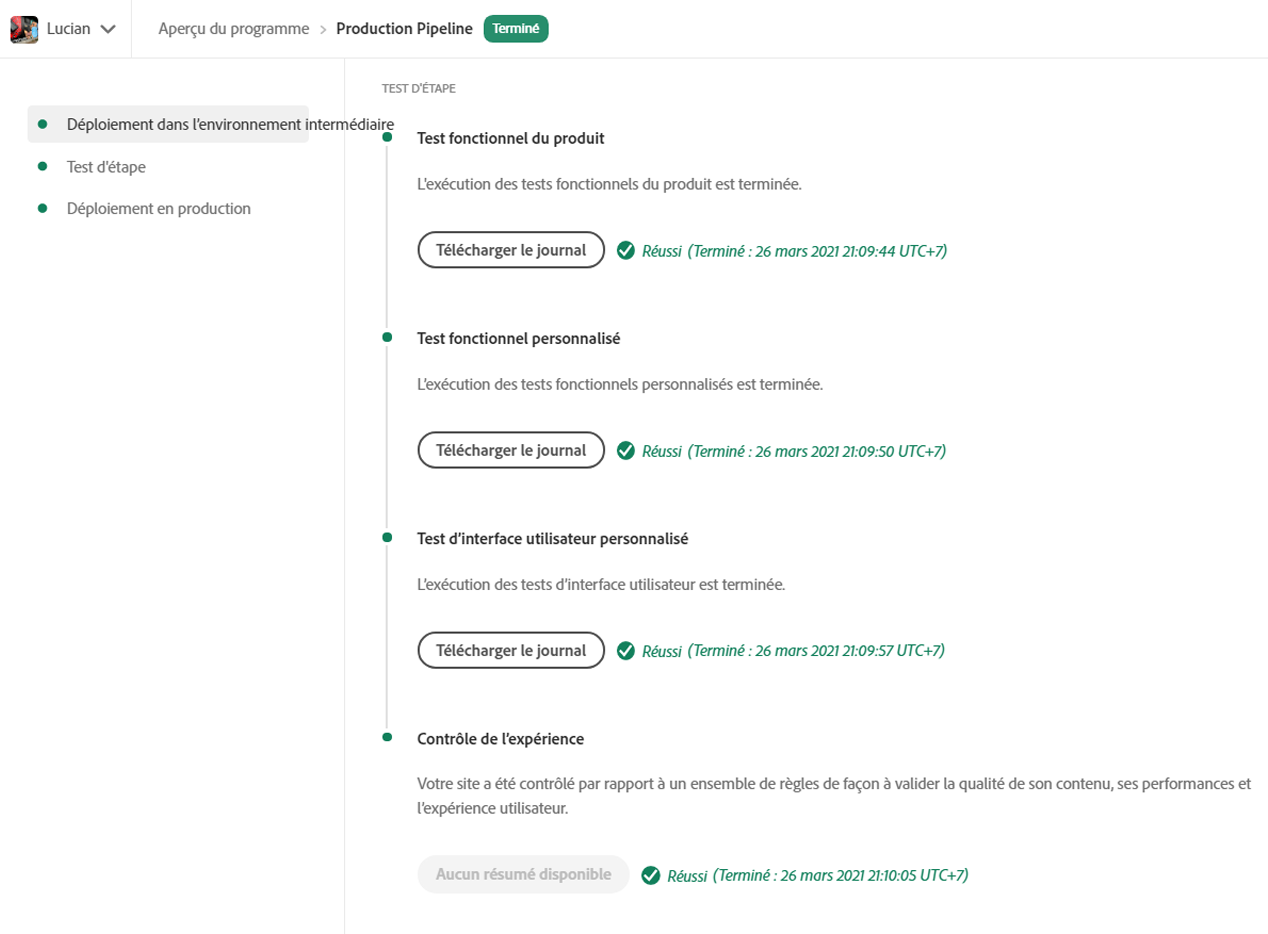 Lucian
Aperçu du programme > Production Pipeline Terminé
Déploiement dans l’environnement intermédiaire
Test d'étape
Déploiement en production
TEST D'ÉTAPE
Test fonctionnel du produit
L'exécution des tests fonctionnels du produit est terminée.
Télécharger le journal Réussi (Terminé : 26 mars 2021 21:09:44 UTC+7)
Test fonctionnel personnalisé
L’exécution des tests fonctionnels personnalisés est terminée.
Télécharger le journal Réussi (Terminé : 26 mars 2021 21:09:50 UTC+7)
Test d’interface utilisateur personnalisé
L’exécution des tests d’interface utilisateur est terminée.
Télécharger le journal Réussi (Terminé : 26 mars 2021 21:09:57 UTC+7)
Contrôle de l’expérience
Votre site a été contrôlé par rapport à un ensemble de règles de façon à valider la qualité de son contenu, ses performances et
l’expérience utilisateur.
Aucun résumé disponible Réussi (Terminé : 26 mars 2021 21:10:05 UTC+7)